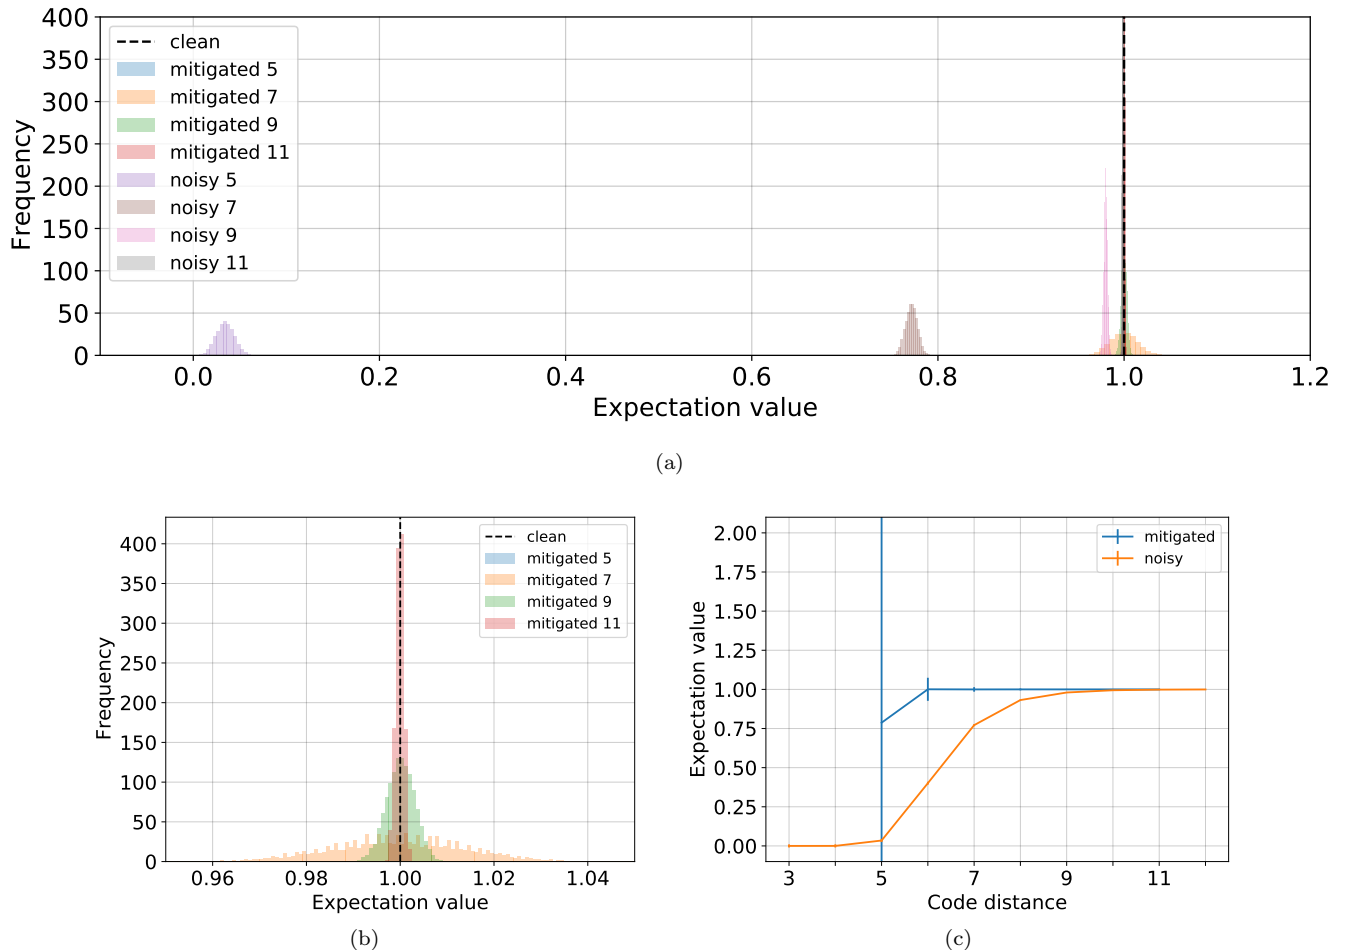 400
350
300
250
200
150
100
50
0
Frequency
clean
mitigated 5
mitigated 7
mitigated 9
mitigated 11
noisy 5
noisy 7
noisy 9
noisy 11
0.0 0.2 0.4 0.6 0.8 1.0 1.2
Expectation value
(a)
400
350
300
250
200
150
100
50
0
Frequency
clean
mitigated 5
mitigated 7
mitigated 9
mitigated 11
0.96 0.98 1.00 1.02 1.04
Expectation value
(b)
2.00
1.75
1.50
1.25
1.00
0.75
0.50
0.25
0.00
Expectation value
mitigated
noisy
3 5 7 9 11
Code distance
(c)